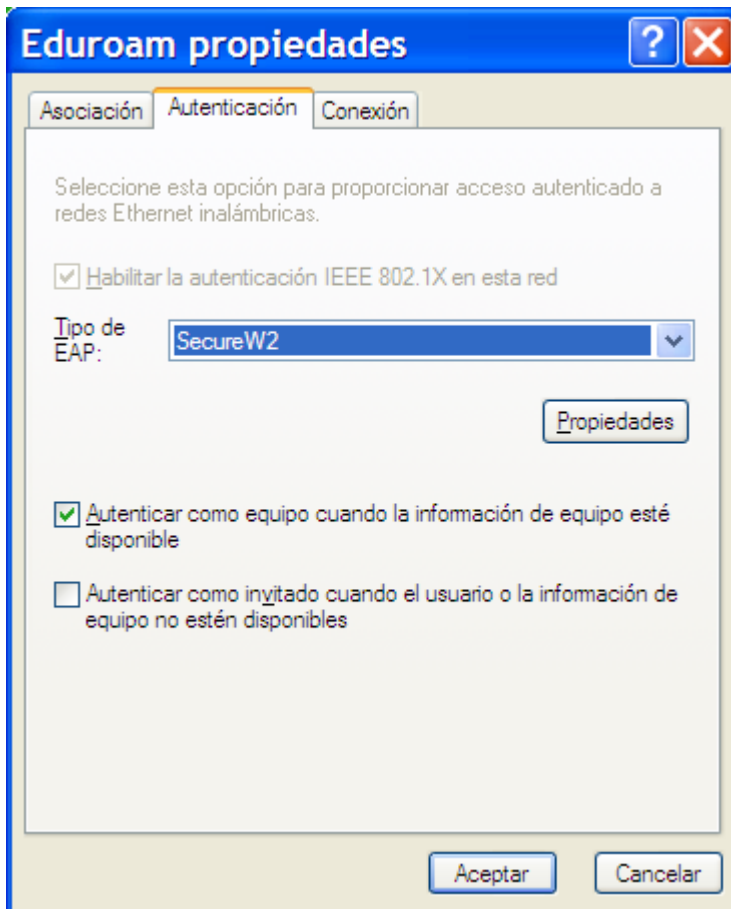 Eduroam propiedades
Asociación Autenticación Conexión
Seleccione esta opción para proporcionar acceso autenticado a
redes Ethernet inalámbricas.
Habilitar la autenticación IEEE 802.1X en esta red
Tipo de
EAP:
SecureW2
Propiedades
Autenticar como equipo cuando la información de equipo esté
disponible
Autenticar como invitado cuando el usuario o la información de
equipo no estén disponibles
Aceptar Cancelar